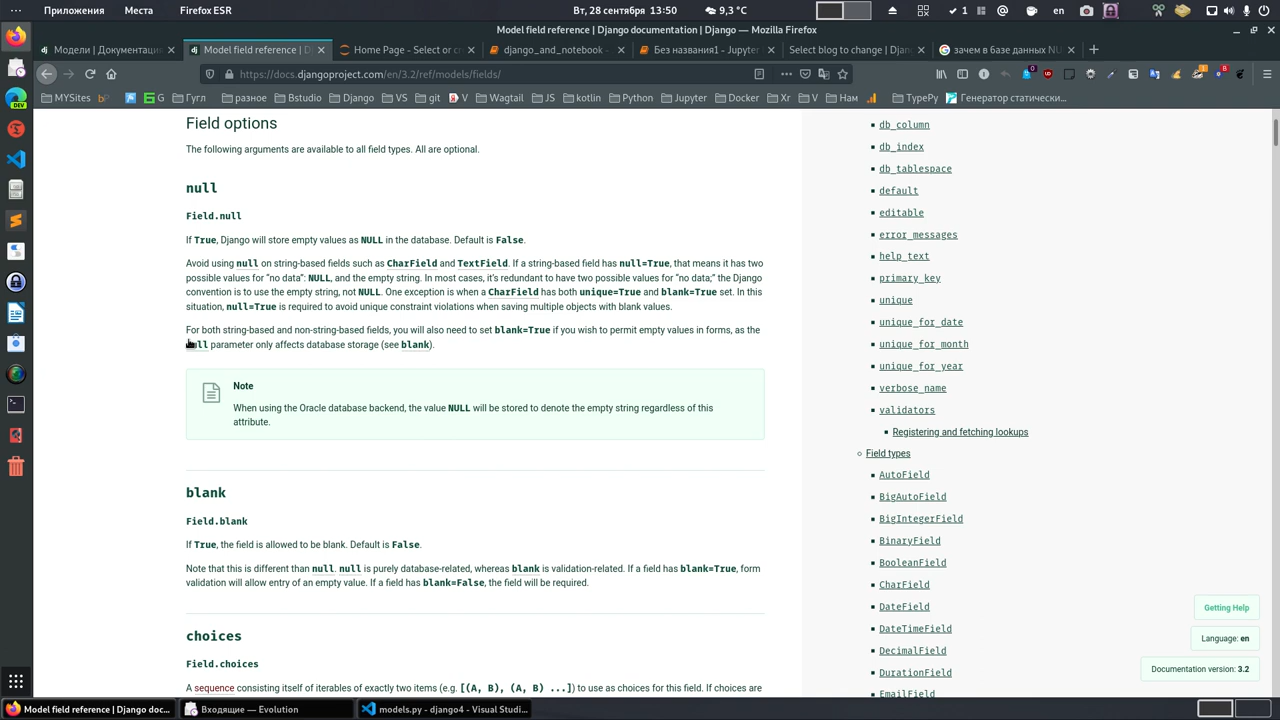 Приложения Места Firefox ESR Вт, 28 сентября 13:50 9,3 °C 1 en
Model field reference | Django documentation | Django — Mozilla Firefox
Модели | Документаци Model field reference | D Home Page - Select or c django_and_notebook - Без названия1 - Jupyter Select blog to change | Dj зачем в базе данных NU
https://docs.djangoproject.com/en/3.2/ref/models/fields/
MYSites G Гугл разное Bstudio Django VS git V Wagtail JS kotlin Python Jupyter Docker Xr V Нам TypePy Генератор статически...
Field options
The following arguments are available to all field types. All are optional.
null
Field.null
If True, Django will store empty values as NULL in the database. Default is False.
Avoid using null on string-based fields such as CharField and TextField. If a string-based field has null=True, that means it has two
possible values for “no data”: NULL, and the empty string. In most cases, it’s redundant to have two possible values for “no data;” the Django
convention is to use the empty string, not NULL. One exception is when a CharField has both unique=True and blank=True set. In this
situation, null=True is required to avoid unique constraint violations when saving multiple objects with blank values.
For both string-based and non-string-based fields, you will also need to set blank=True if you wish to permit empty values in forms, as the
null parameter only affects database storage (see blank).
Note
When using the Oracle database backend, the value NULL will be stored to denote the empty string regardless of this
attribute.
blank
Field.blank
If True, the field is allowed to be blank. Default is False.
Note that this is different than null. null is purely database-related, whereas blank is validation-related. If a field has blank=True, form
validation will allow entry of an empty value. If a field has blank=False, the field will be required.
choices
Field.choices
A sequence consisting itself of iterables of exactly two items (e.g. [(A, B), (A, B) ...]) to use as choices for this field. If choices are
db_column
db_index
db_tablespace
default
editable
error_messages
help_text
primary_key
unique
unique_for_date
unique_for_month
unique_for_year
verbose_name
validators
Registering and fetching lookups
Field types
AutoField
BigAutoField
BigIntegerField
BinaryField
BooleanField
CharField
DateField
DateTimeField
DecimalField
DurationField
EmailField
Getting Help
Language: en
Documentation version: 3.2
Model field reference | Django doc... Входящие — Evolution models.py - django4 - Visual Studi...